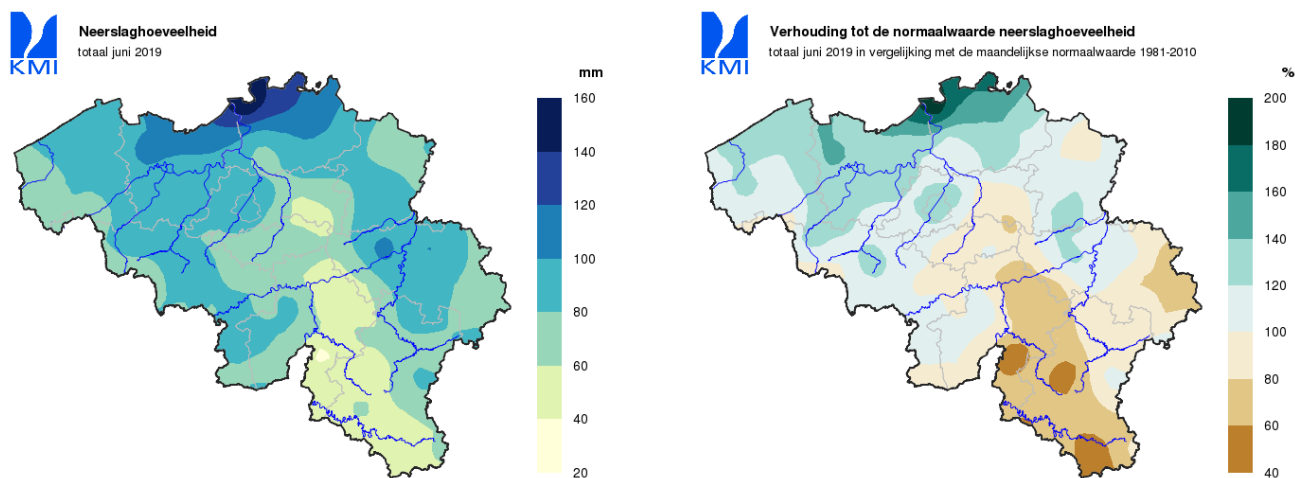 KMI
Neerslaghoeveelheid
totaal juni 2019
mm
160
140
120
100
80
60
40
20
KMI
Verhouding tot de normaalwaarde neerslaghoeveelheid
totaal juni 2019 in vergelijking met de maandelijkse normaalwaarde 1981-2010
%
200
180
160
140
120
100
80
60
40